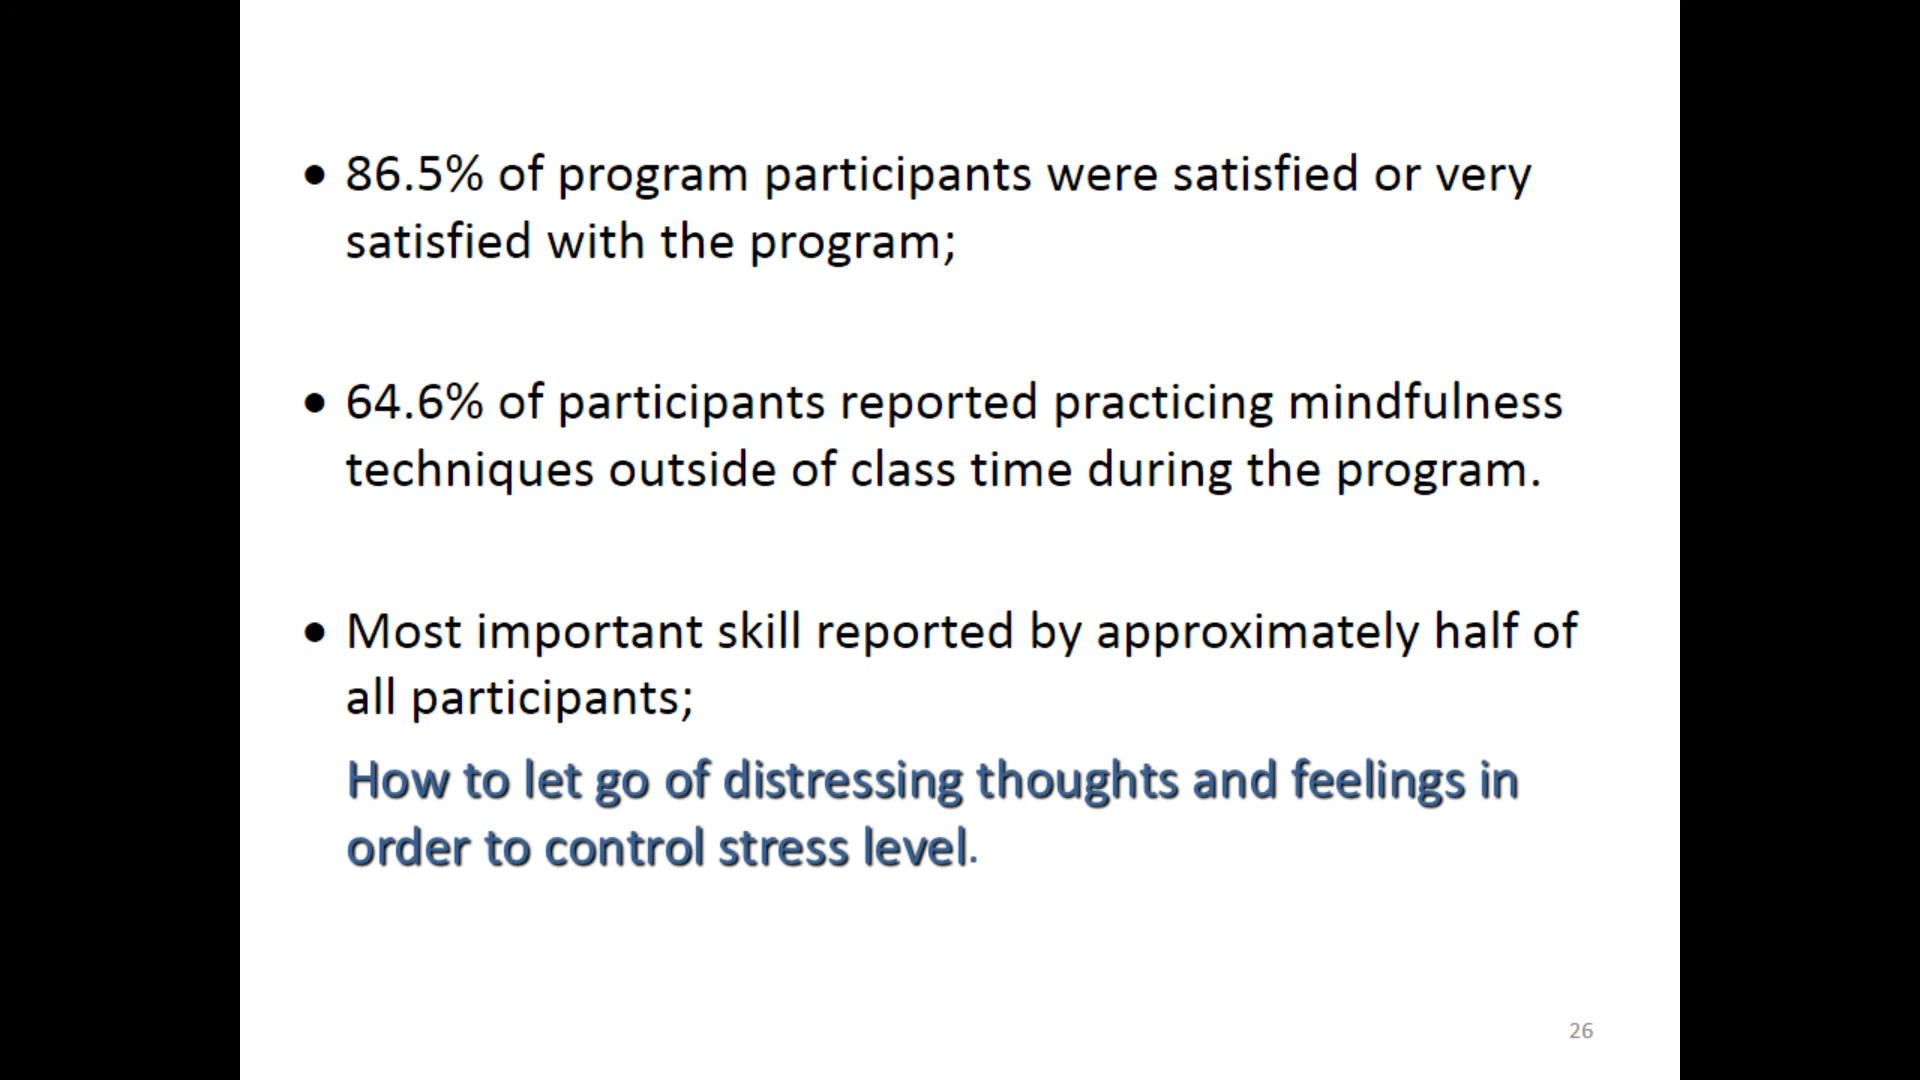 • 86.5% of program participants were satisfied or very
satisfied with the program;
• 64.6% of participants reported practicing mindfulness
techniques outside of class time during the program.
• Most important skill reported by approximately half of
all participants;
How to let go of distressing thoughts and feelings in
order to control stress level.
26